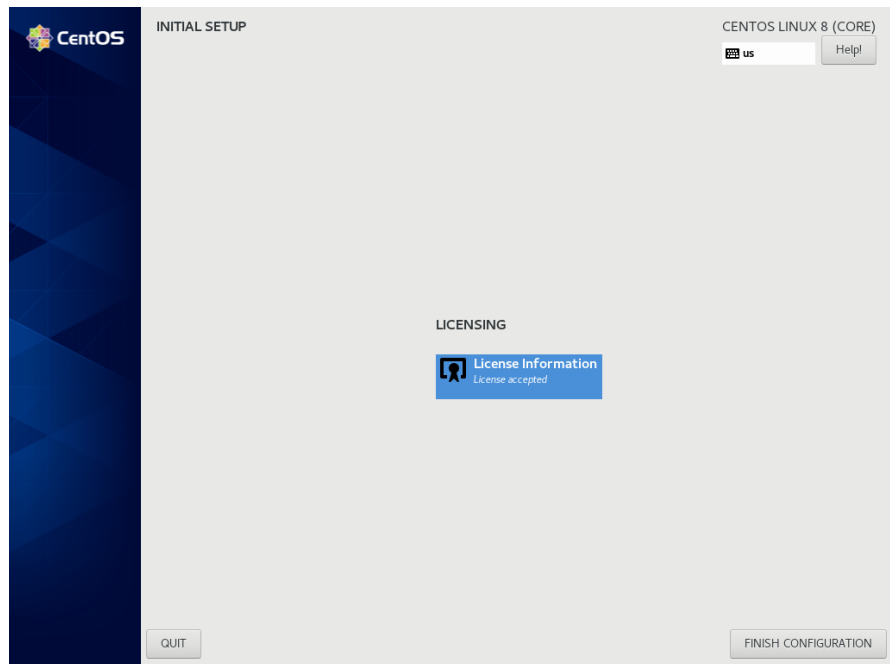 CentOS
INITIAL SETUP
CENTOS LINUX 8 (CORE)
us
Help!
LICENSING
License Information
License accepted
QUIT
FINISH CONFIGURATION